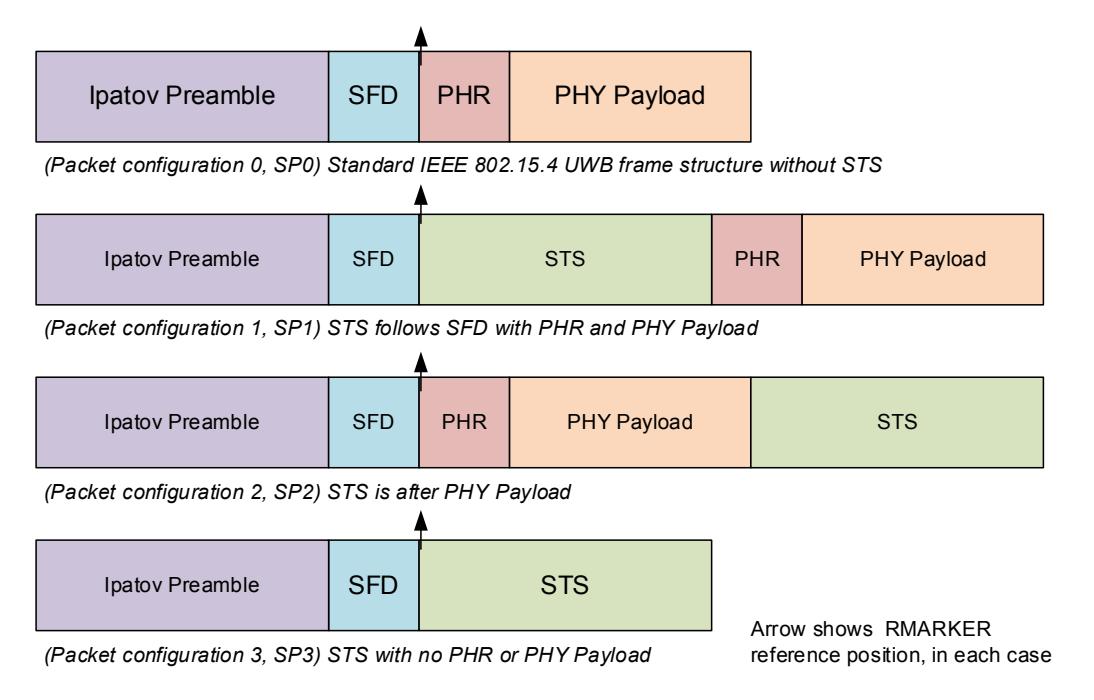 Ipatov Preamble SFD PHR PHY Payload
(Packet configuration 0, SP0) Standard IEEE 802.15.4 UWB frame structure without STS
Ipatov Preamble SFD STS PHR PHY Payload
(Packet configuration 1, SP1) STS follows SFD with PHR and PHY Payload
Ipatov Preamble SFD PHR PHY Payload STS
(Packet configuration 2, SP2) STS is after PHY Payload
Ipatov Preamble SFD STS
(Packet configuration 3, SP3) STS with no PHR or PHY Payload
Arrow shows RMARKER
reference position, in each case